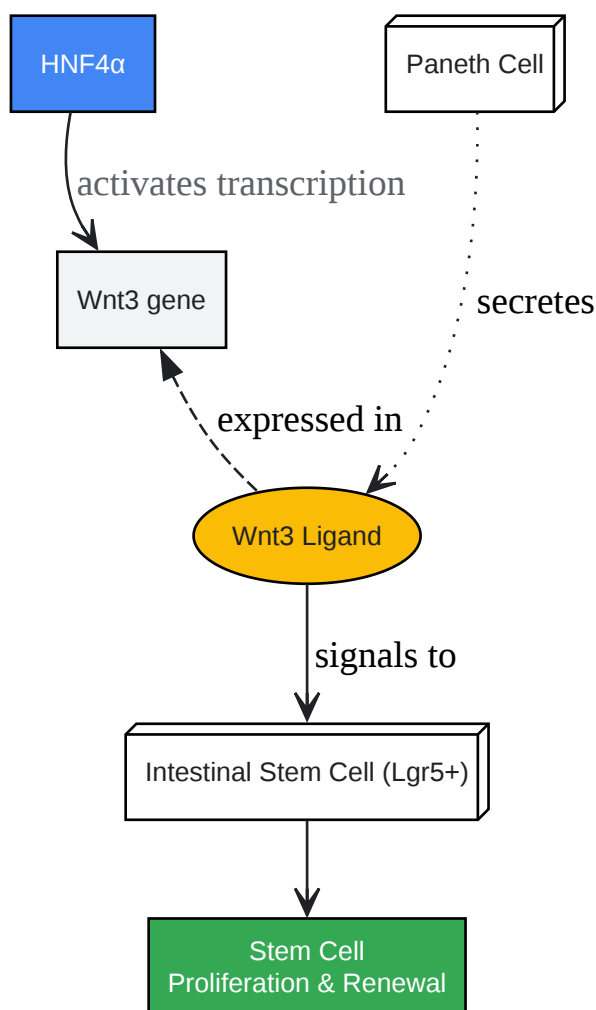 HNF4α
Paneth Cell
activates transcription
Wnt3 gene
secretes
expressed in
Wnt3 Ligand
signals to
Intestinal Stem Cell (Lgr5+)
Stem Cell
Proliferation & Renewal